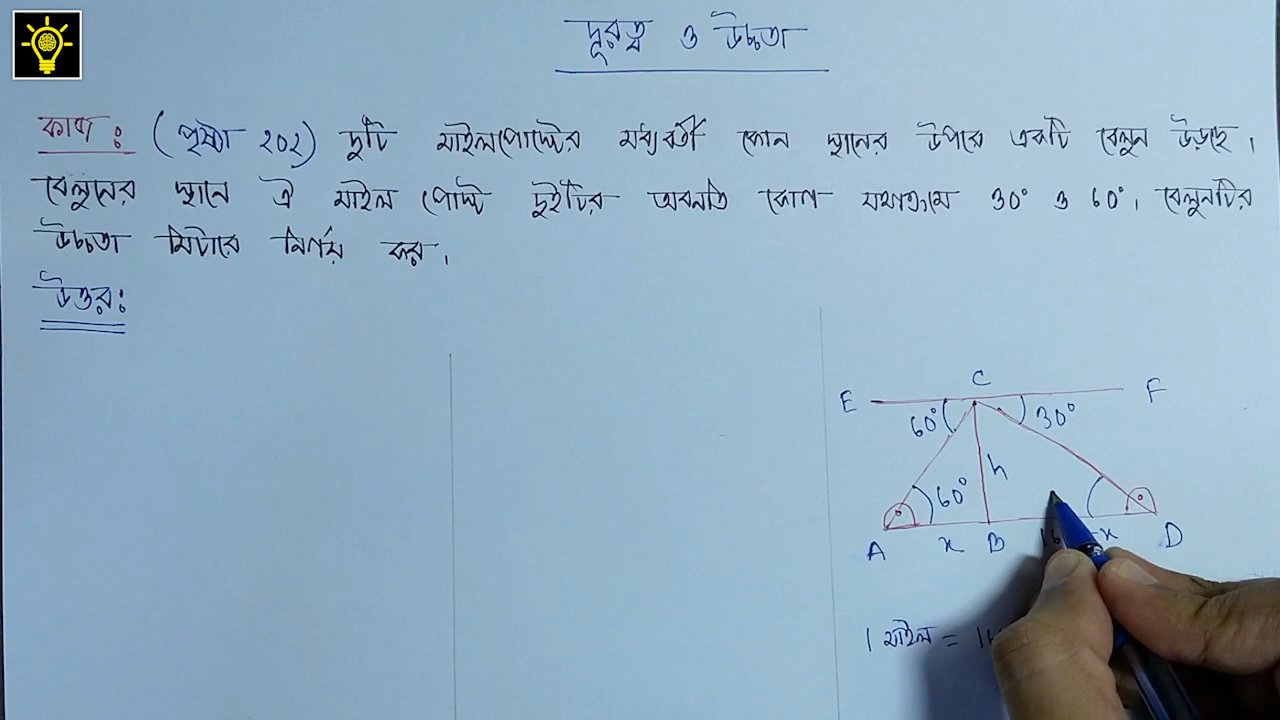 দূরত্ব ও উচ্চতা
কাজ : (পৃষ্ঠা ২০২) দুটি মাইলপোস্টের মধ্যবর্তী কোন স্থানের উপরে একটি বেলুন উড়ছে।
বেলুনের স্থানে ঐ মাইল পোস্ট দুইটির অবনতি কোণ যথাক্রমে 30° ও 60°। বেলুনটির
উচ্চতা মিটারে নির্ণয় কর।
উত্তর:
E C F
60° 30°
60° h
A x B x D
1 মাইল =